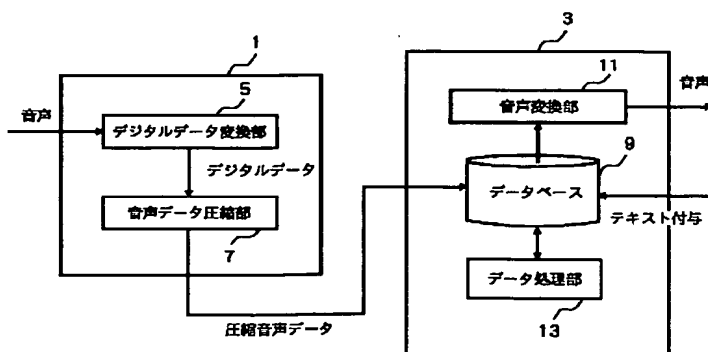 1
音声
5
デジタルデータ変換部
デジタルデータ
音声データ圧縮部
7
圧縮音声データ
3
11
音声変換部
音声
9
データベース
テキスト付与
データ処理部
13